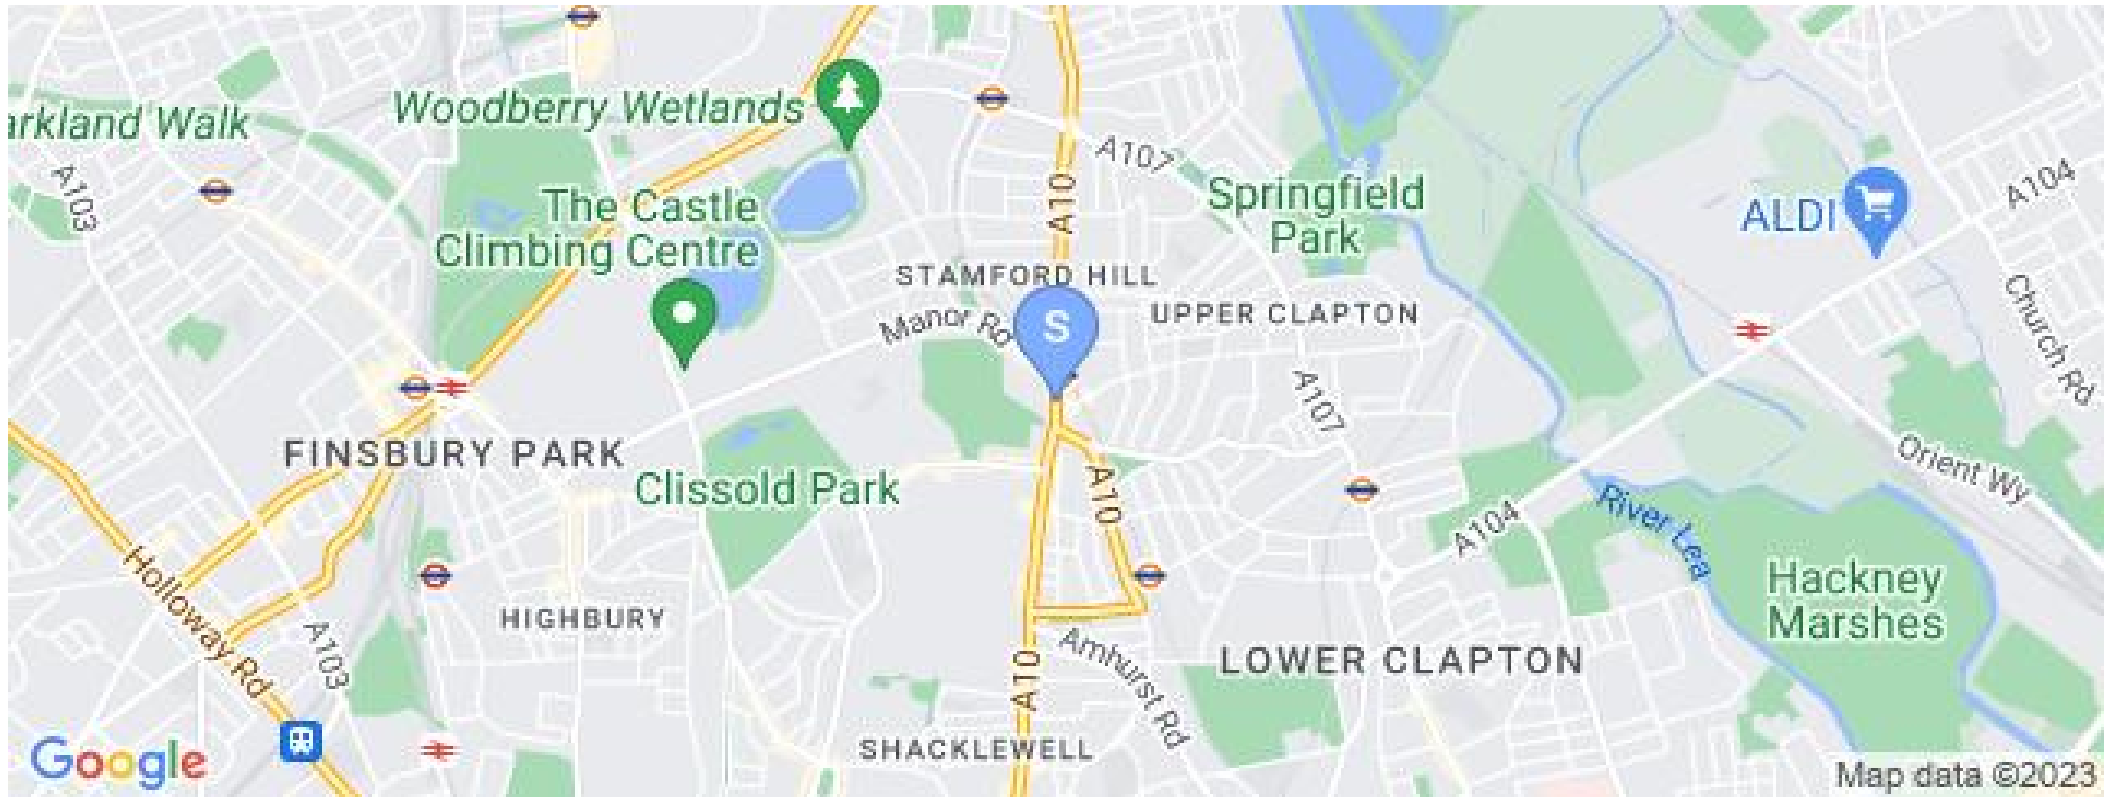 Woodberry Wetlands
arkland Walk
A107
A103
A10
Springfield
Park
A104
ALDI
The Castle
Climbing Centre
STAMFORD HILL
Manor Rd
S
UPPER CLAPTON
Church Rd
A107
FINSBURY PARK
Clissold Park
A10
Orient Wy
A104
River Lea
Holloway Rd
HIGHBURY
Hackney
Marshes
A103
A10
Amhurst Rd
LOWER CLAPTON
SHACKLEWELL
Google
Map data ©2023